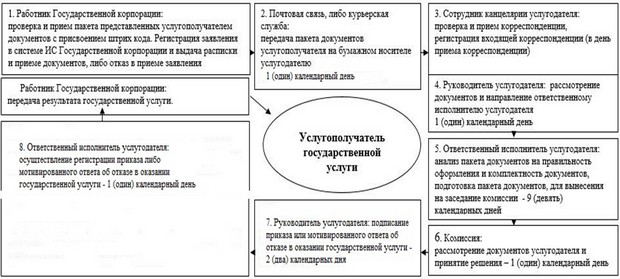 1. Работник Государственной корпорации:
проверка и прием пакета представленных услугополучателем
документов с присвоением штрих кода. Регистрация заявления
в системе ИС Государственной корпорации и выдача расписки
и приеме документов, либо отказ в приеме заявления
2. Почтовая связь, либо курьерская
служба:
передача пакета документов
услугополучателя на бумажном носителе
услугодателю
1 (один) календарный день
3. Сотрудник канцелярии услугодателя:
проверка и прием корреспонденции,
регистрация входящей корреспонденции (в день
приема корреспонденции)
4. Руководитель услугодателя: рассмотрение
документов и направление ответственному
исполнителю услугодателя
1 (один) календарный день
5. Ответственный исполнитель услугодателя:
анализ пакета документов на правильность
оформления и комплектность документов,
подготовка пакета документов, для вынесения
на заседание комиссии - 9 (девять)
календарных дней
6. Комиссия:
рассмотрение документов услугодателя и
принятие решения – 1 (один) календарный день
7. Руководитель услугодателя: подписание
приказа или мотивированного ответа об
отказе в оказании государственной услуги -
2 (два) календарных дня
8. Ответственный исполнитель услугодателя:
осуществление регистрации приказа либо
мотивированного ответа об отказе в оказании
государственной услуги - 1 (один) календарный день
Работник Государственной корпорации:
передача результата государственной услуги.
Услугополучатель
государственной
услуги